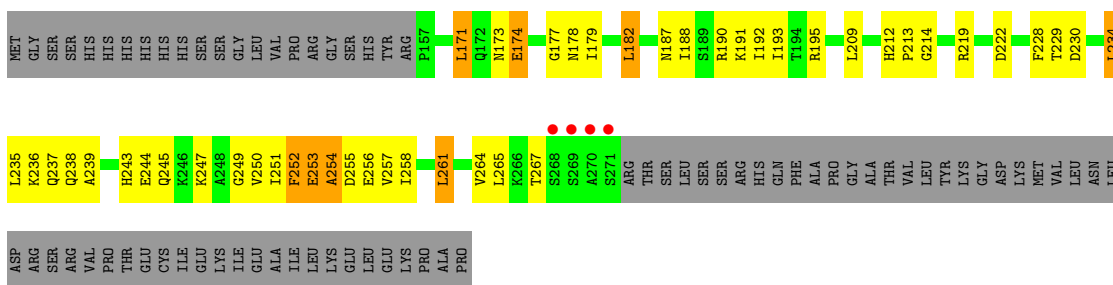 MET GLY SER SER HIS HIS HIS HIS HIS HIS SER SER GLY LEU VAL PRO ARG GLY SER HIS TYR ARG P157 L171 Q172 N173 E174 G177 N178 I179 L182 N187 I188 S189 R190 K191 I192 I193 T194 R195 L209 H212 P213 G214 R219 D222 F228 T229 D230 L234
L235 K236 Q237 Q238 A239 H243 E244 Q245 K246 K247 A248 G249 V250 I251 F252 E253 A254 D255 E256 V257 I258 L261 V264 L265 K266 T267 S268 S269 A270 S271 ARG THR SER LEU SER SER ARG HIS GLN PHE ALA PRO GLY ALA THR VAL LEU TYR LYS GLY ASP LYS MET VAL LEU ASN LEU
ASP ARG SER ARG VAL PRO THR GLU CYS ILE GLU LYS ILE GLU ALA ILE LEU LYS GLU LEU GLU LYS PRO ALA PRO